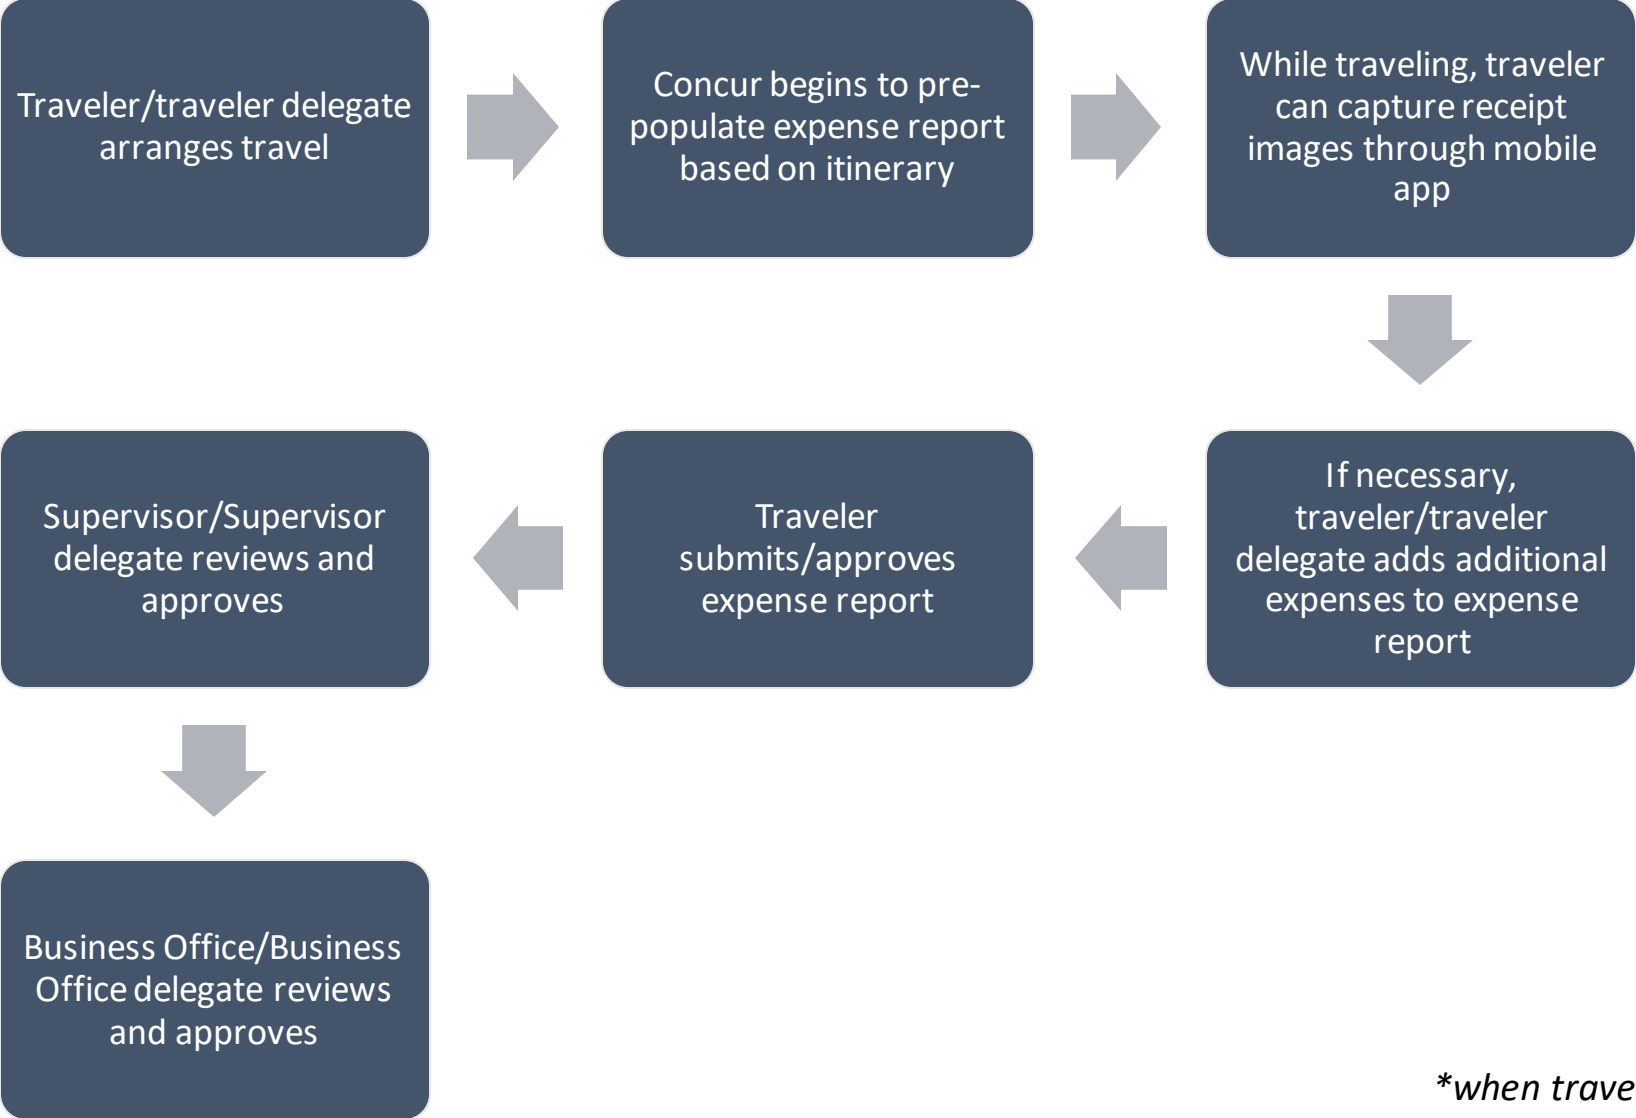 Traveler/traveler delegate
arranges travel
Concur begins to pre-
populate expense report
based on itinerary
While traveling, traveler
can capture receipt
images through mobile
app
If necessary,
traveler/traveler
delegate adds additional
expenses to expense
report
Traveler
submits/approves
expense report
Supervisor/Supervisor
delegate reviews and
approves
Business Office/Business
Office delegate reviews
and approves
*when trave